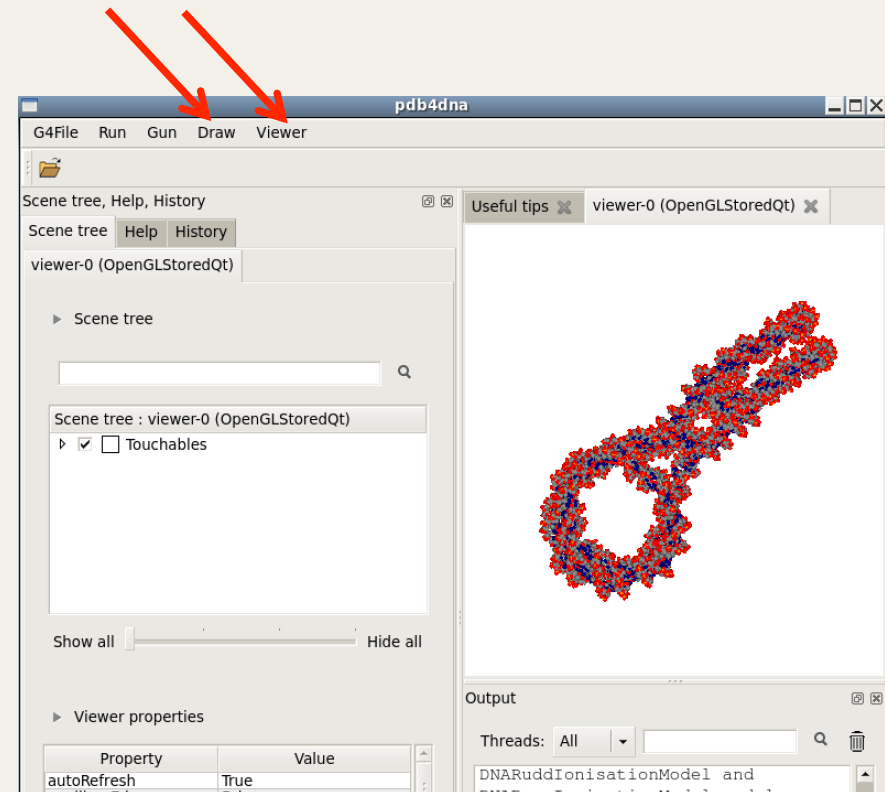 pdb4dna
G4File Run Gun Draw Viewer
Scene tree, Help, History
Scene tree Help History
viewer-0 (OpenGLStoredQt)
Scene tree
Scene tree : viewer-0 (OpenGLStoredQt)
Touchables
Show all Hide all
Viewer properties
Property Value
autoRefresh True
Useful tips viewer-0 (OpenGLStoredQt)
Output
Threads: All
DNARuddIonisationModel and